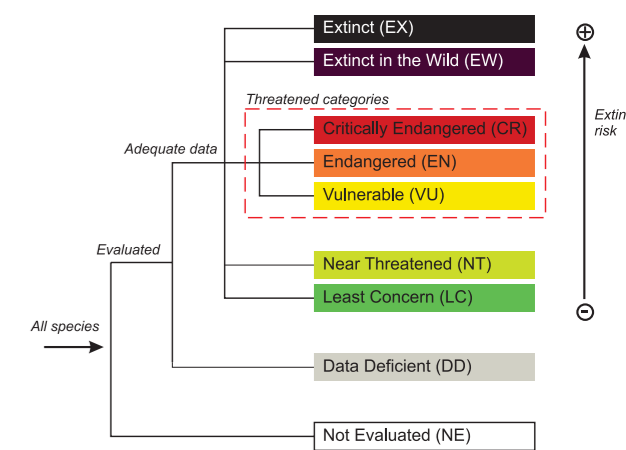 Extinct (EX)
Extinct in the Wild (EW)
Threatened categories
Critically Endangered (CR)
Adequate data
Endangered (EN)
Vulnerable (VU)
Extin
risk
Evaluated
Near Threatened (NT)
Least Concern (LC)
All species
Data Deficient (DD)
Not Evaluated (NE)